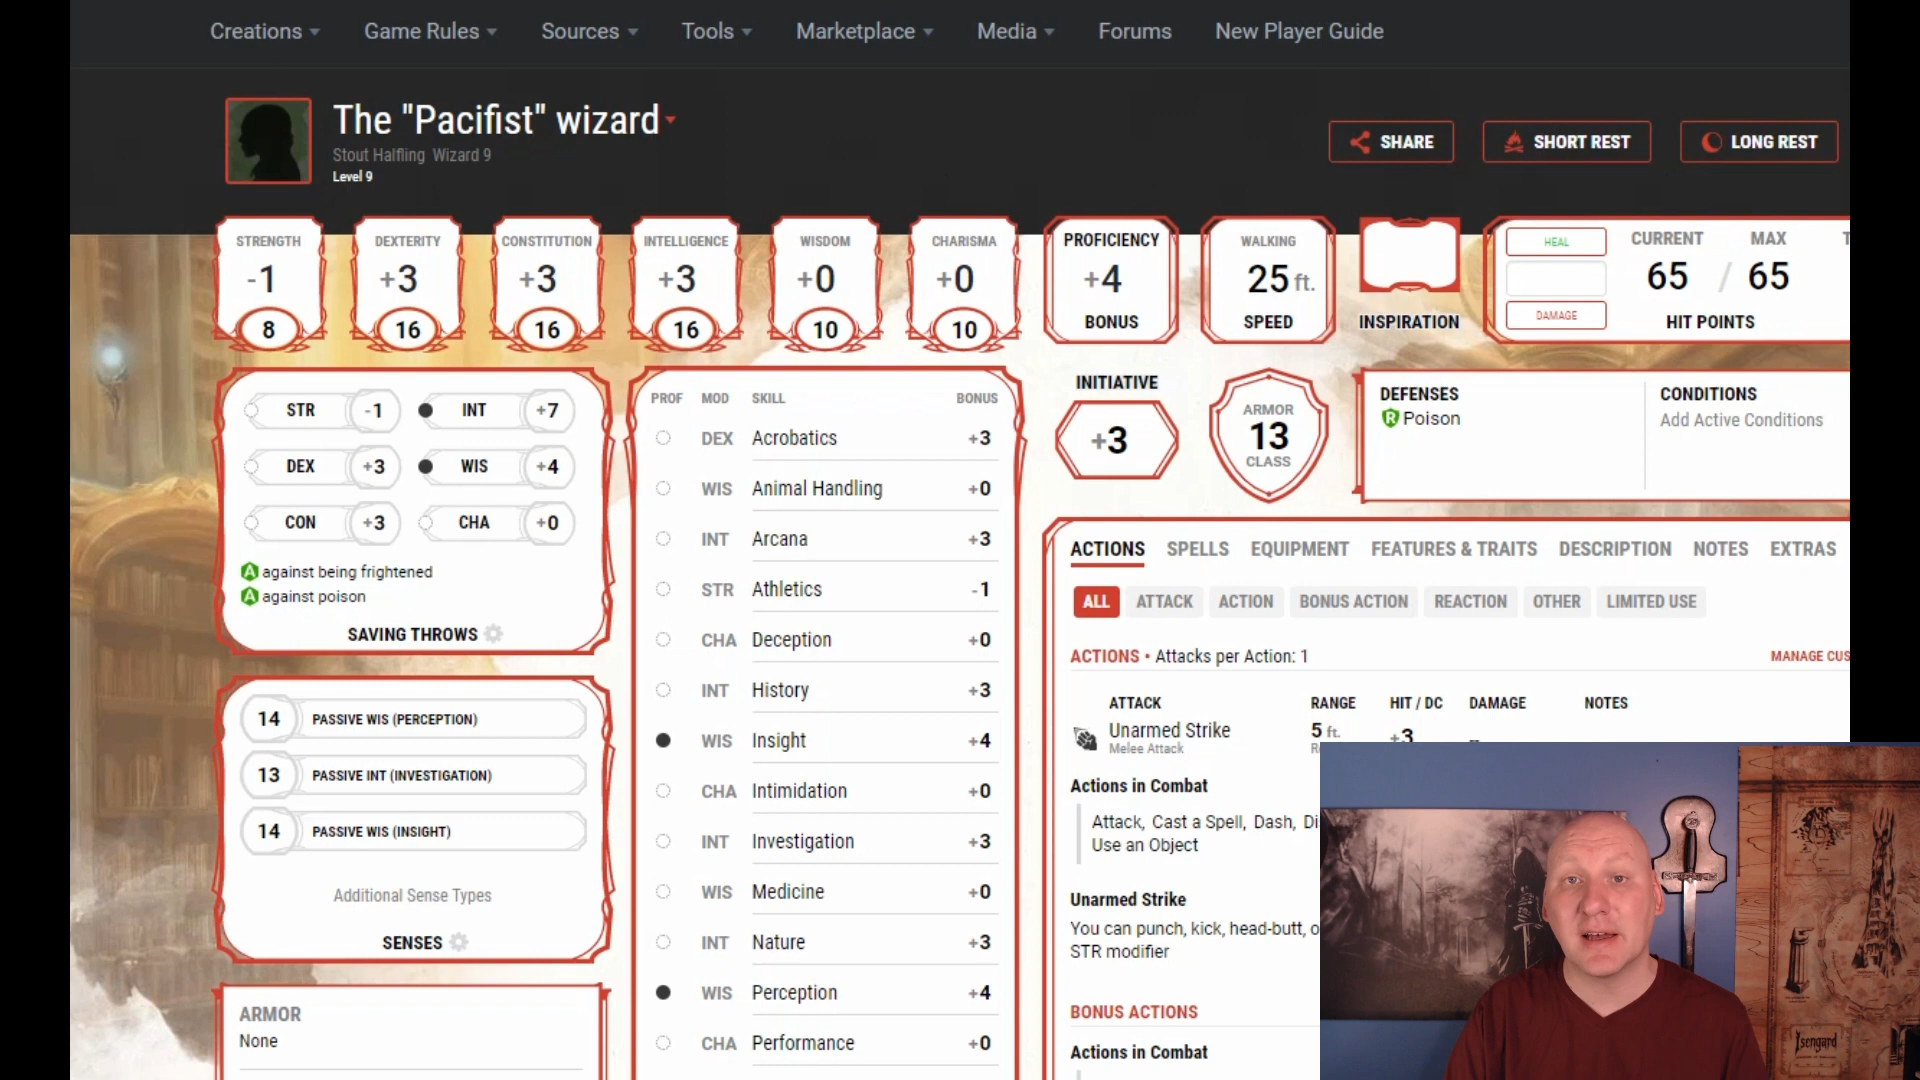 Creations Game Rules Sources Tools Marketplace Media Forums New Player Guide
The "Pacifist" wizard
Stout Halfling Wizard 9
Level 9
SHARE SHORT REST LONG REST
STRENGTH
-1
8
DEXTERITY
+3
16
CONSTITUTION
+3
16
INTELLIGENCE
+3
16
WISDOM
+0
10
CHARISMA
+0
10
PROFICIENCY
+4
BONUS
WALKING
25 ft.
SPEED
INSPIRATION
HEAL
DAMAGE
CURRENT MAX T
65 / 65
HIT POINTS
STR -1 INT +7
DEX +3 WIS +4
CON +3 CHA +0
A against being frightened
A against poison
SAVING THROWS
14 PASSIVE WIS (PERCEPTION)
13 PASSIVE INT (INVESTIGATION)
14 PASSIVE WIS (INSIGHT)
Additional Sense Types
SENSES
ARMOR
None
PROF MOD SKILL BONUS
DEX Acrobatics +3
WIS Animal Handling +0
INT Arcana +3
STR Athletics -1
CHA Deception +0
INT History +3
WIS Insight +4
CHA Intimidation +0
INT Investigation +3
WIS Medicine +0
INT Nature +3
WIS Perception +4
CHA Performance +0
INITIATIVE
+3
ARMOR
13
CLASS
DEFENSES
R Poison
CONDITIONS
Add Active Conditions
ACTIONS SPELLS EQUIPMENT FEATURES & TRAITS DESCRIPTION NOTES EXTRAS
ALL ATTACK ACTION BONUS ACTION REACTION OTHER LIMITED USE
ACTIONS • Attacks per Action: 1 MANAGE CUS
ATTACK RANGE HIT / DC DAMAGE NOTES
Unarmed Strike 5 ft. +3 --
Melee Attack
Actions in Combat
Attack, Cast a Spell, Dash, Di
Use an Object
Unarmed Strike
You can punch, kick, head-butt, o
STR modifier
BONUS ACTIONS
Actions in Combat
Isengard